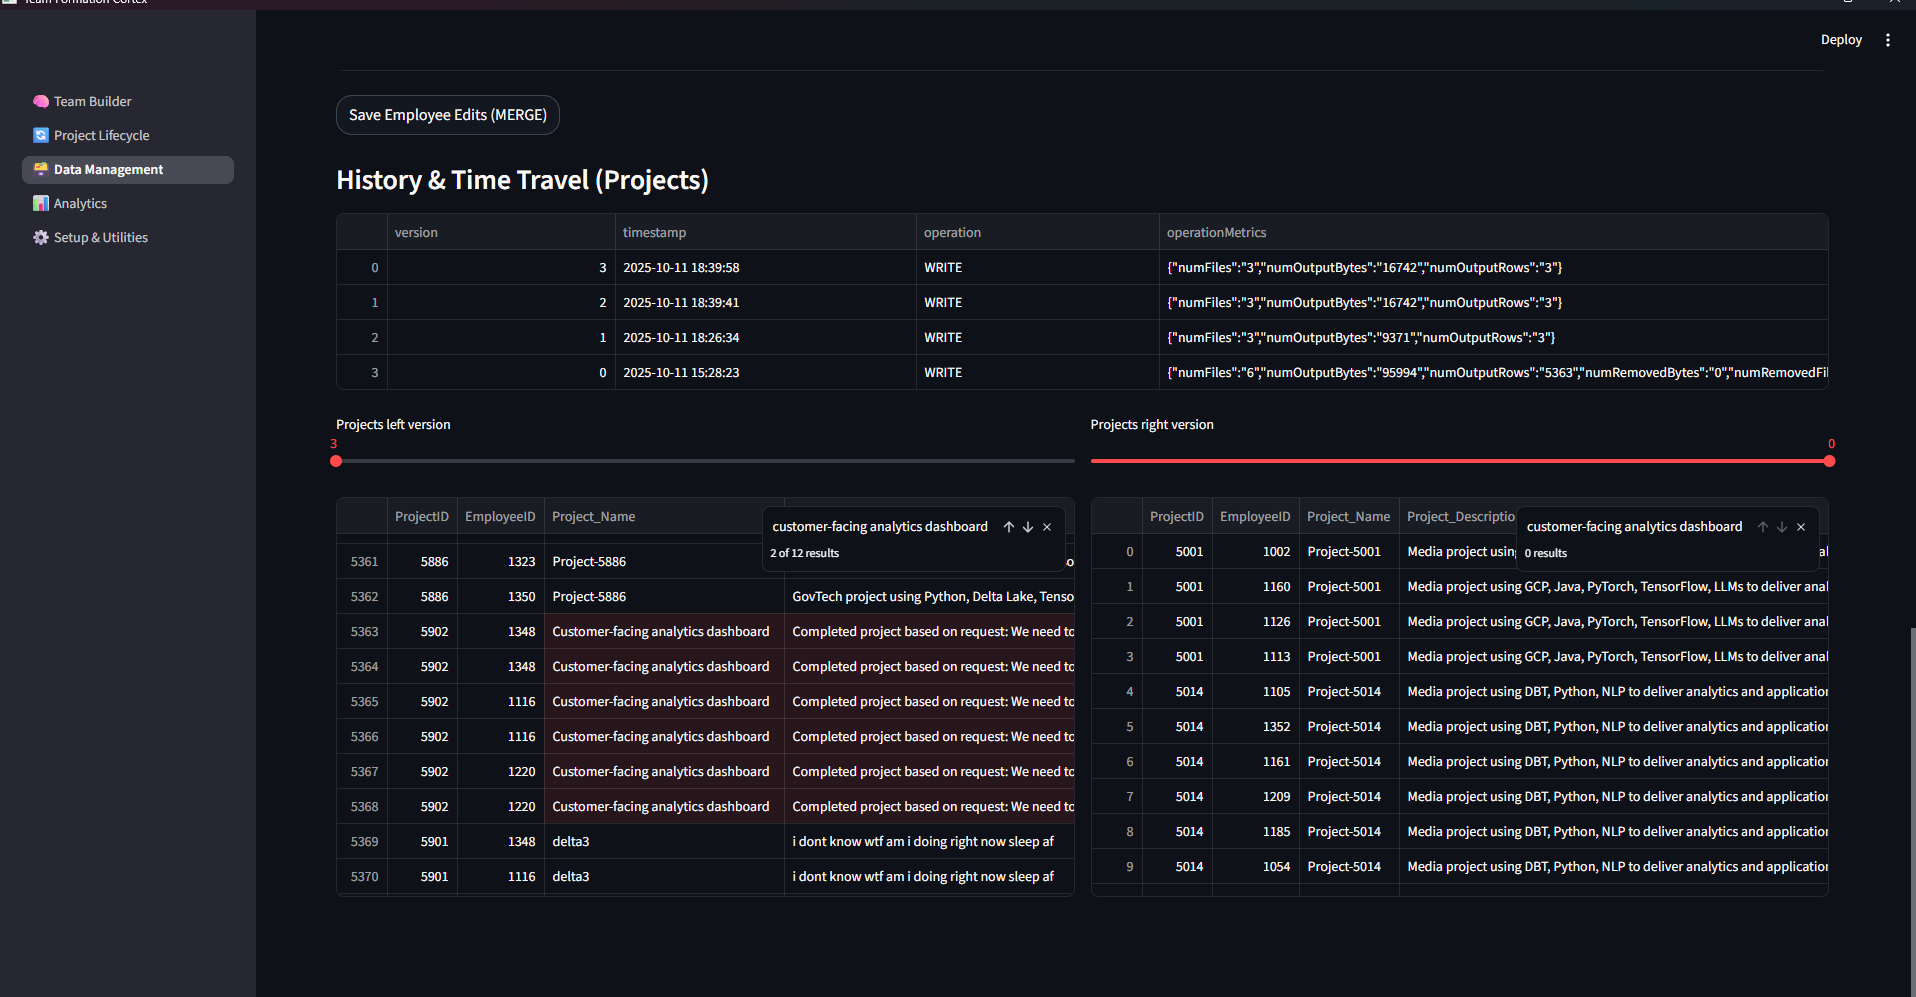 Team Formation Cortex
Deploy
Team Builder
Project Lifecycle
Data Management
Analytics
Setup & Utilities
Save Employee Edits (MERGE)
History & Time Travel (Projects)
version timestamp operation operationMetrics
0 3 2025-10-11 18:39:58 WRITE {"numFiles":"3","numOutputBytes":"16742","numOutputRows":"3"}
1 2 2025-10-11 18:39:41 WRITE {"numFiles":"3","numOutputBytes":"16742","numOutputRows":"3"}
2 1 2025-10-11 18:26:34 WRITE {"numFiles":"3","numOutputBytes":"9371","numOutputRows":"3"}
3 0 2025-10-11 15:28:23 WRITE {"numFiles":"6","numOutputBytes":"95994","numOutputRows":"5363","numRemovedBytes":"0","numRemovedFil
Projects left version
3
ProjectID EmployeeID Project_Name
customer-facing analytics dashboard
2 of 12 results
5361 5886 1323 Project-5886
5362 5886 1350 Project-5886 GovTech project using Python, Delta Lake, Tenso
5363 5902 1348 Customer-facing analytics dashboard Completed project based on request: We need to
5364 5902 1348 Customer-facing analytics dashboard Completed project based on request: We need to
5365 5902 1116 Customer-facing analytics dashboard Completed project based on request: We need to
5366 5902 1116 Customer-facing analytics dashboard Completed project based on request: We need to
5367 5902 1220 Customer-facing analytics dashboard Completed project based on request: We need to
5368 5902 1220 Customer-facing analytics dashboard Completed project based on request: We need to
5369 5901 1348 delta3 i dont know wtf am i doing right now sleep af
5370 5901 1116 delta3 i dont know wtf am i doing right now sleep af
Projects right version
0
ProjectID EmployeeID Project_Name Project_Descriptio
customer-facing analytics dashboard
0 results
0 5001 1002 Project-5001 Media project using al
1 5001 1160 Project-5001 Media project using GCP, Java, PyTorch, TensorFlow, LLMs to deliver anal
2 5001 1126 Project-5001 Media project using GCP, Java, PyTorch, TensorFlow, LLMs to deliver anal
3 5001 1113 Project-5001 Media project using GCP, Java, PyTorch, TensorFlow, LLMs to deliver anal
4 5014 1105 Project-5014 Media project using DBT, Python, NLP to deliver analytics and application
5 5014 1352 Project-5014 Media project using DBT, Python, NLP to deliver analytics and application
6 5014 1161 Project-5014 Media project using DBT, Python, NLP to deliver analytics and application
7 5014 1209 Project-5014 Media project using DBT, Python, NLP to deliver analytics and application
8 5014 1185 Project-5014 Media project using DBT, Python, NLP to deliver analytics and application
9 5014 1054 Project-5014 Media project using DBT, Python, NLP to deliver analytics and application